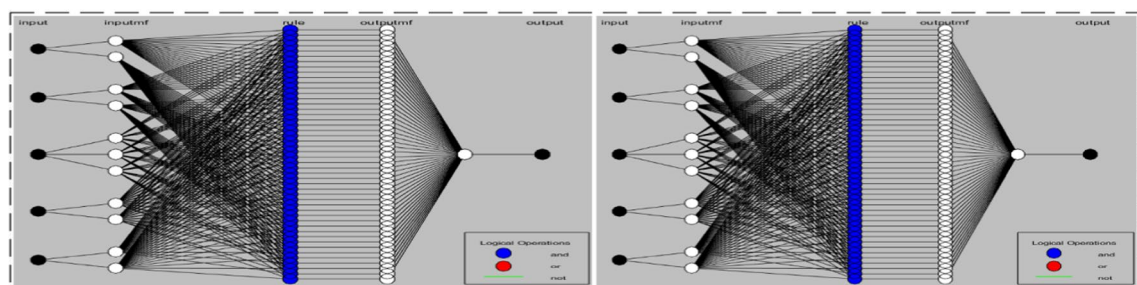 input inputmf rule outputmf output
Logical Operations
and
or
not
input inputmf rule outputmf output
Logical Operations
and
or
not